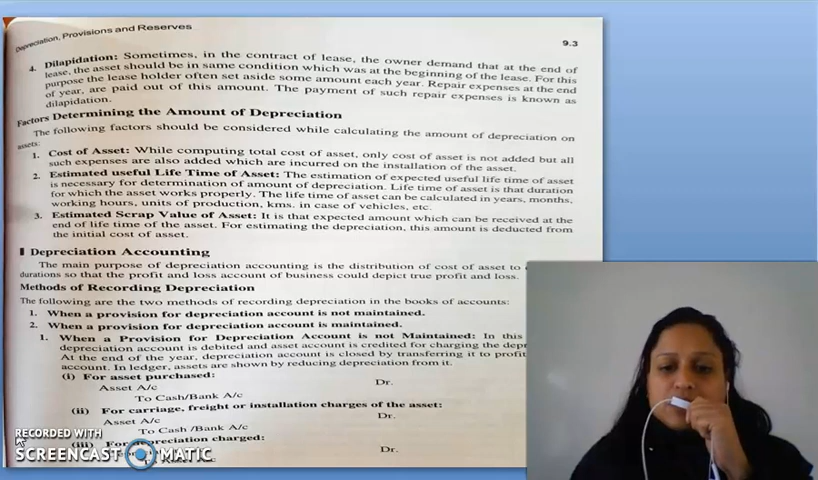 Depreciation, Provisions and Reserves
9.3
4. Dilapidation: Sometimes, in the contract of lease, the owner demand that at the end of
lease, the asset should be in same condition which was at the beginning of the lease. For this
purpose the lease holder often set aside some amount each year. Repair expenses at the end
of year, are paid out of this amount. The payment of such repair expenses is known as
dilapidation.
Factors Determining the Amount of Depreciation
The following factors should be considered while calculating the amount of depreciation on
assets:
1. Cost of Asset: While computing total cost of asset, only cost of asset is not added but all
such expenses are also added which are incurred on the installation of the asset.
2. Estimated useful Life Time of Asset: The estimation of expected useful life time of asset
is necessary for determination of amount of depreciation. Life time of asset is that duration
for which the asset works properly. The life time of asset can be calculated in years, months,
working hours, units of production, kms. in case of vehicles, etc.
3. Estimated Scrap Value of Asset: It is that expected amount which can be received at the
end of life time of the asset. For estimating the depreciation, this amount is deducted from
the initial cost of asset.
Depreciation Accounting
The main purpose of depreciation accounting is the distribution of cost of asset to
durations so that the profit and loss account of business could depict true profit and loss.
Methods of Recording Depreciation
The following are the two methods of recording depreciation in the books of accounts:
1. When a provision for depreciation account is not maintained.
2. When a provision for depreciation account is maintained.
1. When a Provision for Depreciation Account is not Maintained: In this
depreciation account is debited and asset account is credited for charging the
At the end of the year, depreciation account is closed by transferring it to profit
account. In ledger, assets are shown by reducing depreciation from it.
(i) For asset purchased:
Asset A/c Dr.
To Cash/Bank A/c
(ii) For carriage, freight or installation charges of the asset:
Asset A/c Dr.
To Cash /Bank A/c
(iii) For depreciation charged:
Dr.
RECORDED WITH
SCREENCAST MATIC